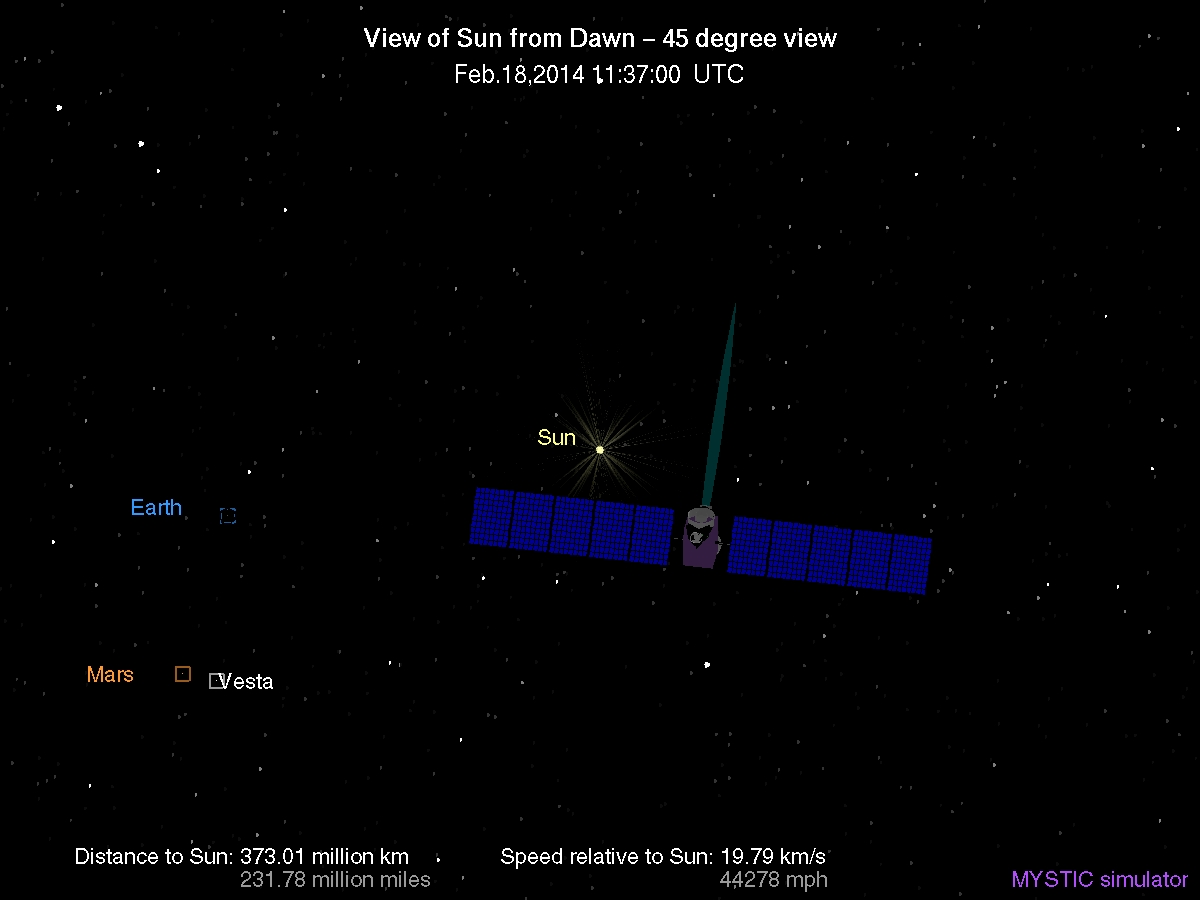 View of Sun from Dawn – 45 degree view
Feb.18,2014 11:37:00 UTC
Sun
Earth
Mars
Vesta
Distance to Sun: 373.01 million km
231.78 million miles
Speed relative to Sun: 19.79 km/s
44278 mph
MYSTIC simulator